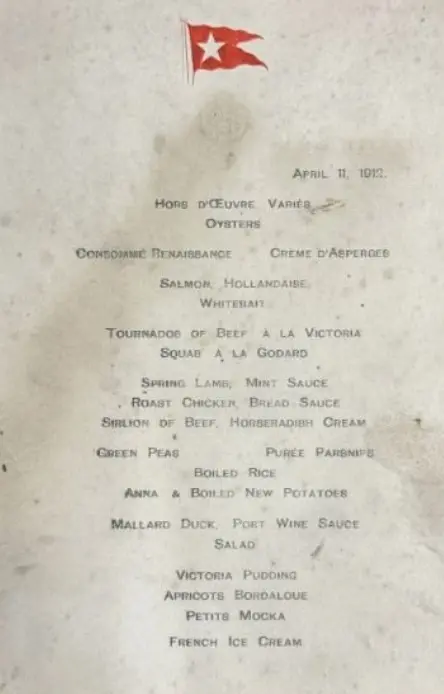 April 11, 1912.
Hors d'Œuvre Variés
Oysters
Consommé Renaissance Crème d'Asperges
Salmon, Hollandaise
Whitebait
Tournados of Beef à la Victoria
Squab à la Godard
Spring Lamb, Mint Sauce
Roast Chicken, Bread Sauce
Sirlion of Beef, Horseradish Cream
Green Peas Purée Parsnips
Boiled Rice
Anna & Boiled New Potatoes
Mallard Duck, Port Wine Sauce
Salad
Victoria Pudding
Apricots Bordaloue
Petits Mocka
French Ice Cream